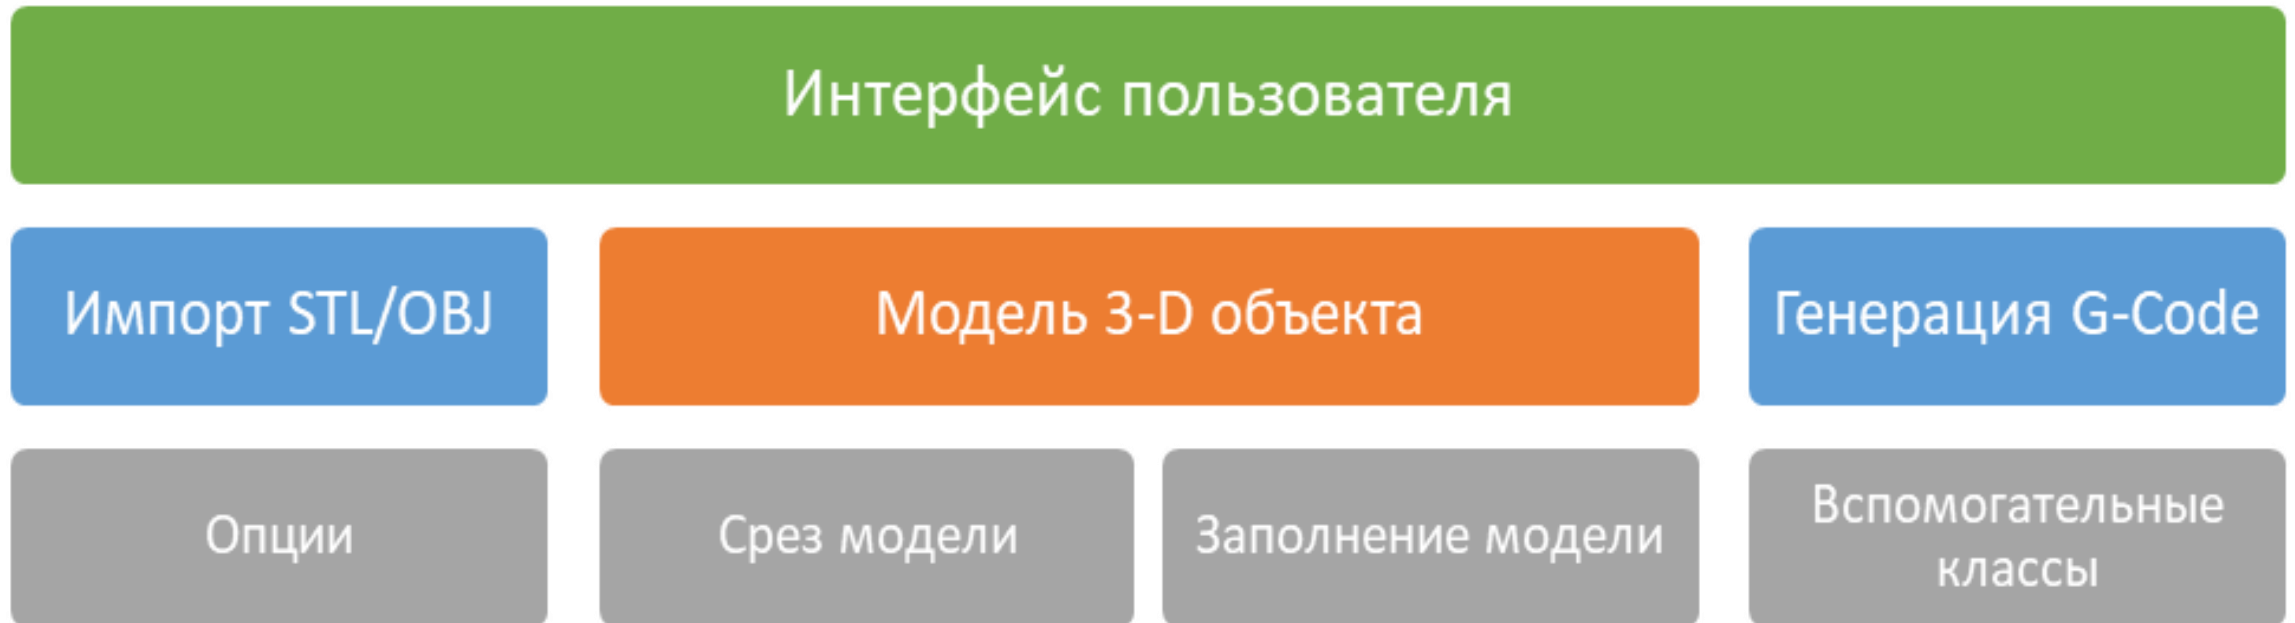 Интерфейс пользователя
Импорт STL/OBJ
Модель 3-D объекта
Генерация G-Code
Опции
Срез модели
Заполнение модели
Вспомогательные
классы